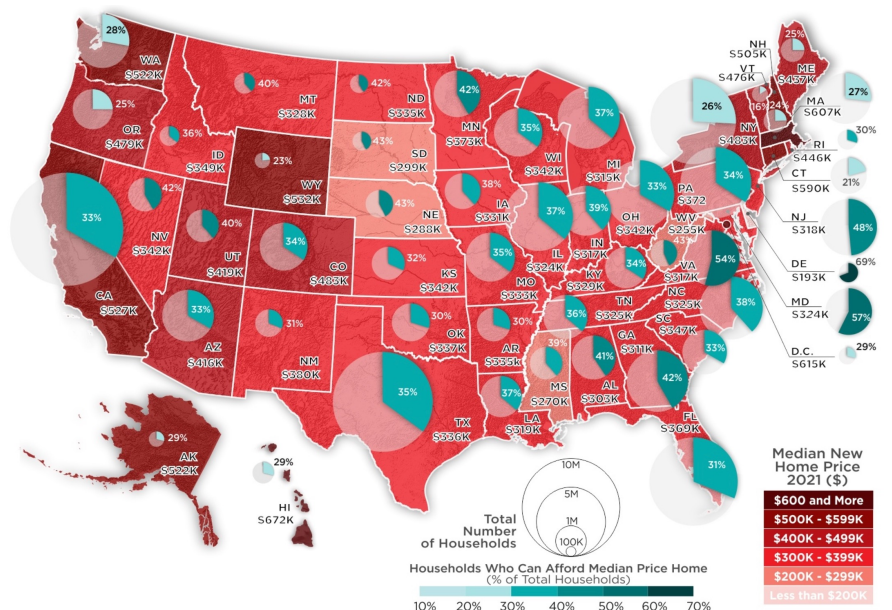 28%
WA
$522K
25%
OR
$479K
36%
ID
$349K
40%
MT
$328K
42%
ND
$335K
43%
SD
$299K
23%
WY
$532K
43%
NE
$288K
42%
MN
$373K
35%
WI
$342K
37%
MI
$315K
38%
IA
$331K
33%
CA
$527K
42%
NV
$342K
40%
UT
$419K
34%
CO
$483K
32%
KS
$342K
35%
MO
$333K
37%
IL
$324K
39%
IN
$317K
33%
OH
$342K
34%
KY
$329K
33%
AZ
$416K
31%
NM
$380K
30%
OK
$337K
30%
AR
$335K
36%
TN
$325K
35%
TX
$336K
37%
LA
$319K
39%
MS
$270K
41%
AL
$303K
42%
GA
$311K
31%
FL
$369K
33%
SC
$347K
38%
NC
$325K
54%
VA
$317K
43%
WV
$255K
34%
PA
$372
26%
NY
$483K
16%
VT
$476K
24%
NH
$505K
25%
ME
$437K
MA
$607K
27%
RI
$446K
30%
CT
$590K
21%
NJ
$318K
48%
DE
$193K
69%
MD
$324K
57%
D.C.
$615K
29%
29%
AK
$522K
29%
HI
$672K
10M
5M
1M
100K
Total
Number
of Households
Households Who Can Afford Median Price Home
(% of Total Households)
10% 20% 30% 40% 50% 60% 70%
Median New
Home Price
2021 ($)
$600 and More
$500K - $599K
$400K - $499K
$300K - $399K
$200K - $299K
Less than $200K